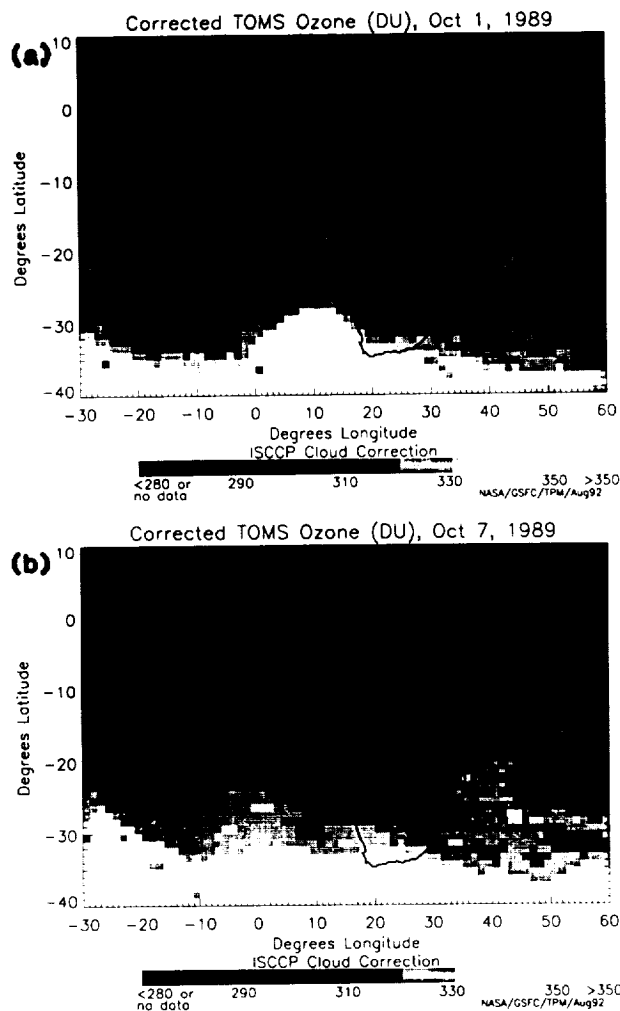 Corrected TOMS Ozone (DU), Oct 1, 1989
(a)
10
0
-10
-20
-30
-40
Degrees Latitude
-30 -20 -10 0 10 20 30 40 50 60
Degrees Longitude
ISCCP Cloud Correction
<280 or no data 290 310 330 350 >350
NASA/GSFC/TPM/Aug92
Corrected TOMS Ozone (DU), Oct 7, 1989
(b)
10
0
-10
-20
-30
-40
Degrees Latitude
-30 -20 -10 0 10 20 30 40 50 60
Degrees Longitude
ISCCP Cloud Correction
<280 or no data 290 310 330 350 >350
NASA/GSFC/TPM/Aug92